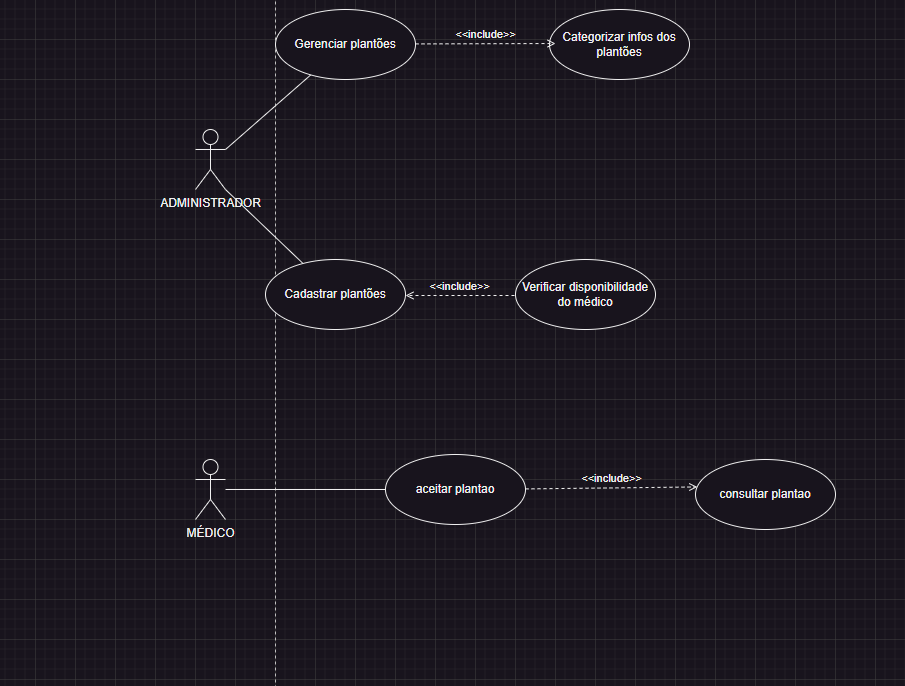 Gerenciar plantões
<<include>>
Categorizar infos dos
plantões
ADMINISTRADOR
Cadastrar plantões
<<include>>
Verificar disponibilidade
do médico
MÉDICO
aceitar plantao
<<include>>
consultar plantao